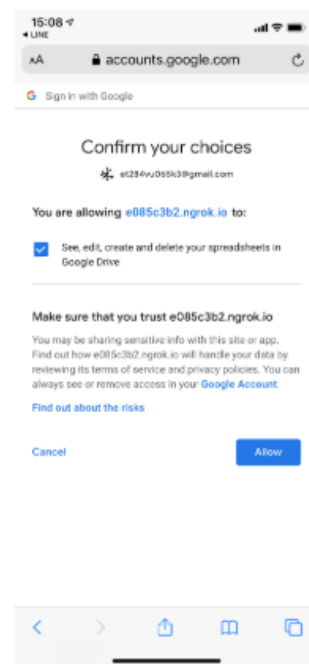 15:08
◀ LINE
AA accounts.google.com
G Sign in with Google
Confirm your choices
et284vu065k3@gmail.com
You are allowing e085c3b2.ngrok.io to:
See, edit, create and delete your spreadsheets in
Google Drive
Make sure that you trust e085c3b2.ngrok.io
You may be sharing sensitive info with this site or app.
Find out how e085c3b2.ngrok.io will handle your data by
reviewing its terms of service and privacy policies. You can
always see or remove access in your Google Account.
Find out about the risks
Cancel
Allow